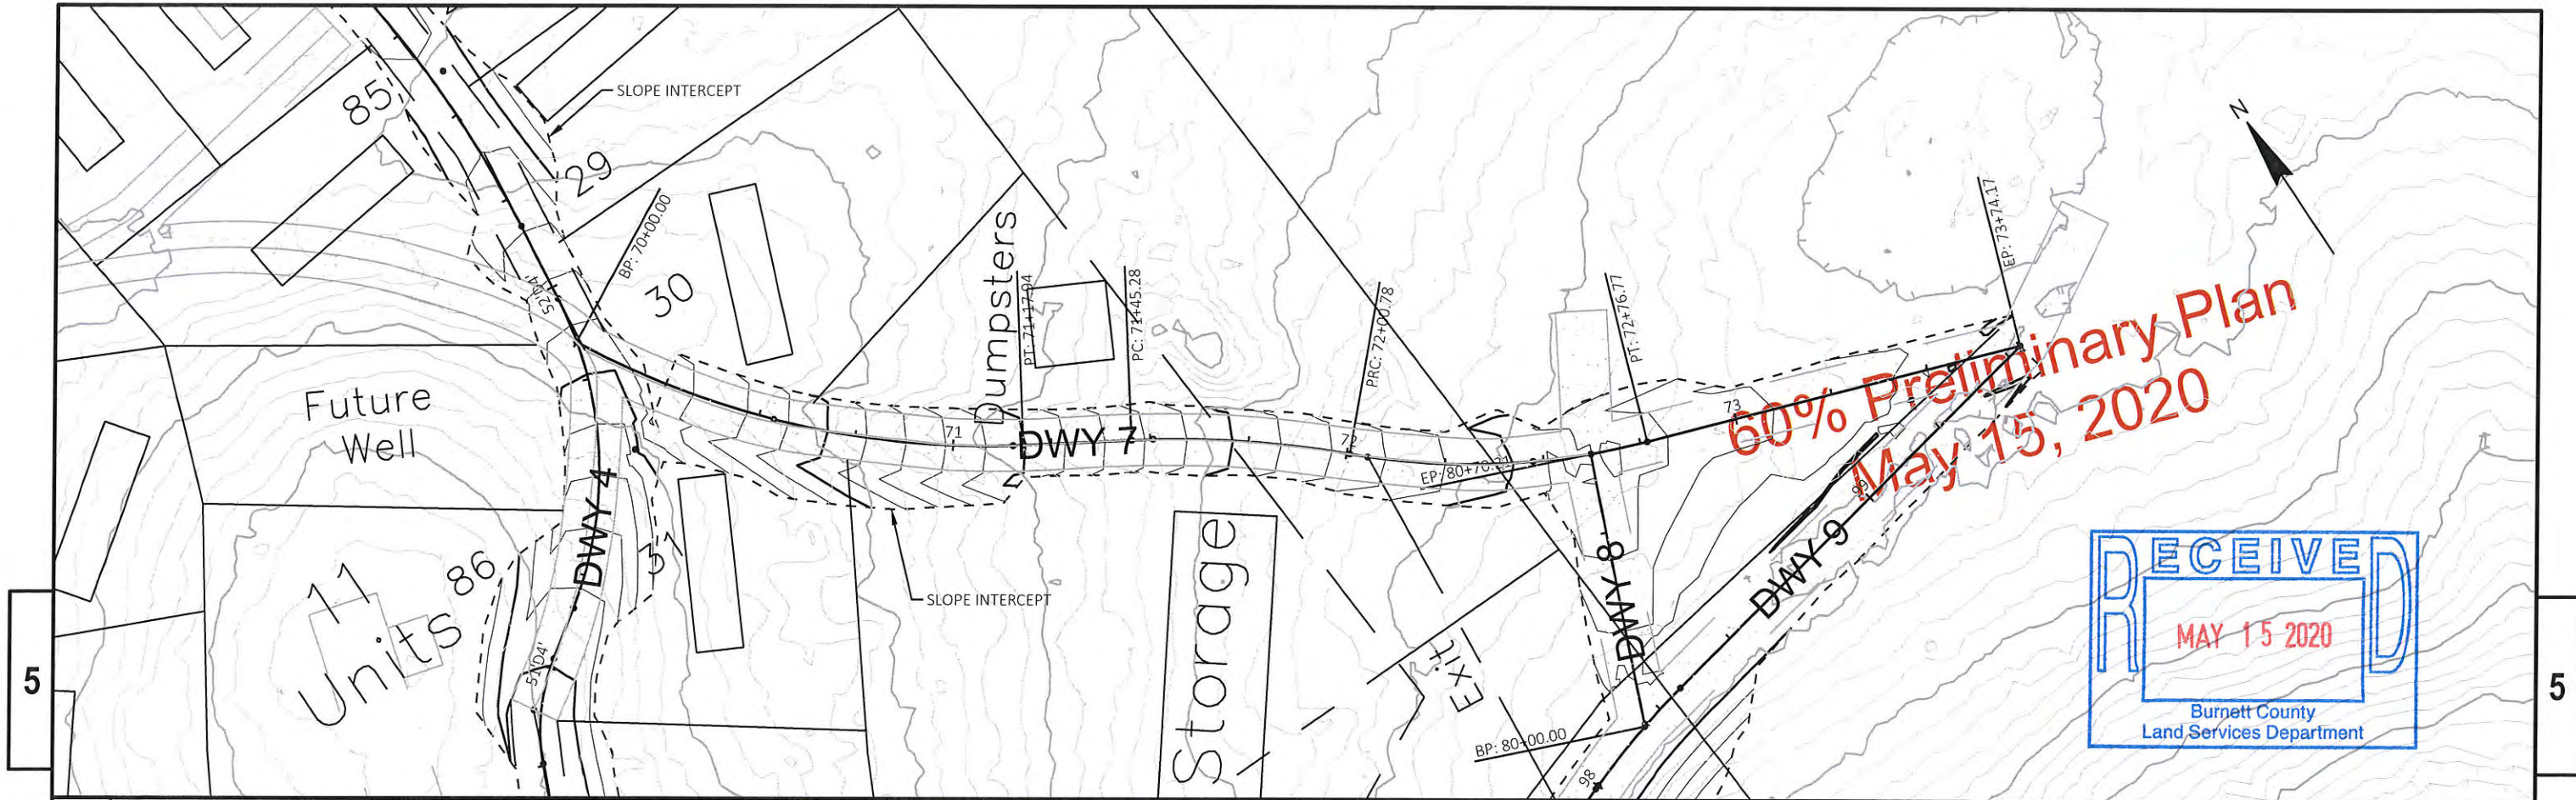 85
SLOPE INTERCEPT
29
N
BP: 70+00.00
30
Dumpsters
PT: 71+17.94
PC: 71+45.28
PRC: 72+00.78
PT: 72+76.77
EP: 73+74.17
52'D4'
60% Preliminary Plan
May 15, 2020
Future
Well
71
DWY 7
72
73
EP: 80+70.21
99
DWY 4
86
31
11
Units
SLOPE INTERCEPT
Storage
DWY 8
DWY 9
51'D4'
Exit
BP: 80+00.00
98
5
5
RECEIVED
MAY 15 2020
Burnett County
Land Services Department